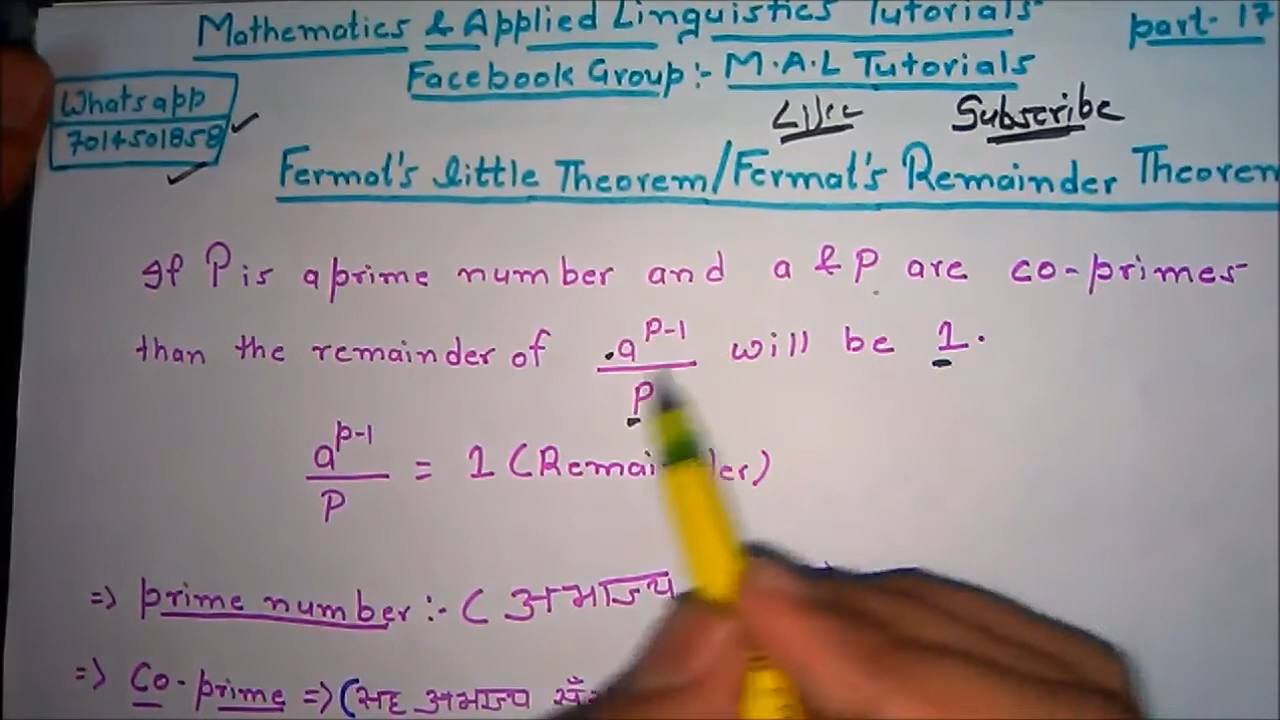 Mathematics & Applied Linguistics Tutorials
part- 17
Facebook Group:- M.A.L Tutorials
Whatsapp
7014501858
Like Subscribe
Fermat's little Theorem/Fermat's Remainder Theorem
If P is a prime number and a & P are co-primes
than the remainder of a^{p-1}/P will be 1.
a^{p-1}/P = 1 (Remainder)
=> prime number:- ( अभाज्य
=> Co-prime => (सह अभाज्य